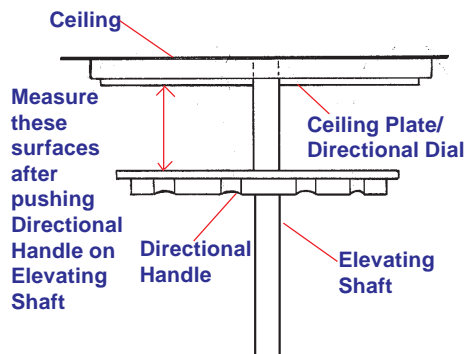 Ceiling
Measure
these
surfaces
after
pushing
Directional
Handle on
Elevating
Shaft
Ceiling Plate/
Directional Dial
Directional
Handle
Elevating
Shaft